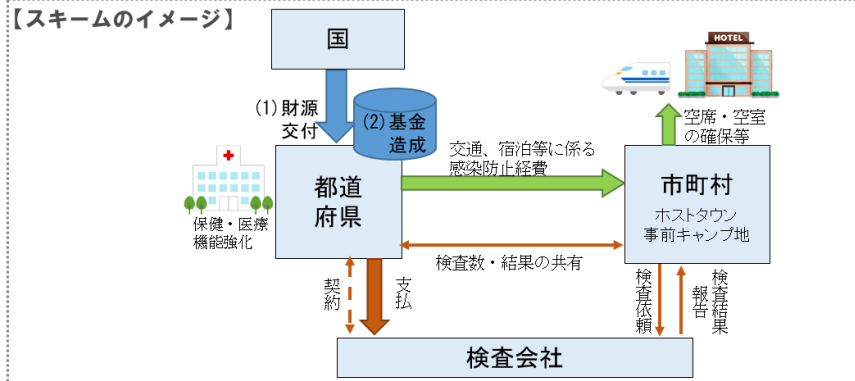 【スキームのイメージ】
国
HOTEL
(1)財源
交付
(2)基金
造成
空席・空室
の確保等
交通、宿泊等に係る
感染防止経費
都道
府県
市町村
ホストタウン
事前キャンプ地
保健・医療
機能強化
検査数・結果の共有
契約
支払
検査依頼
検査結果
報告
検査会社